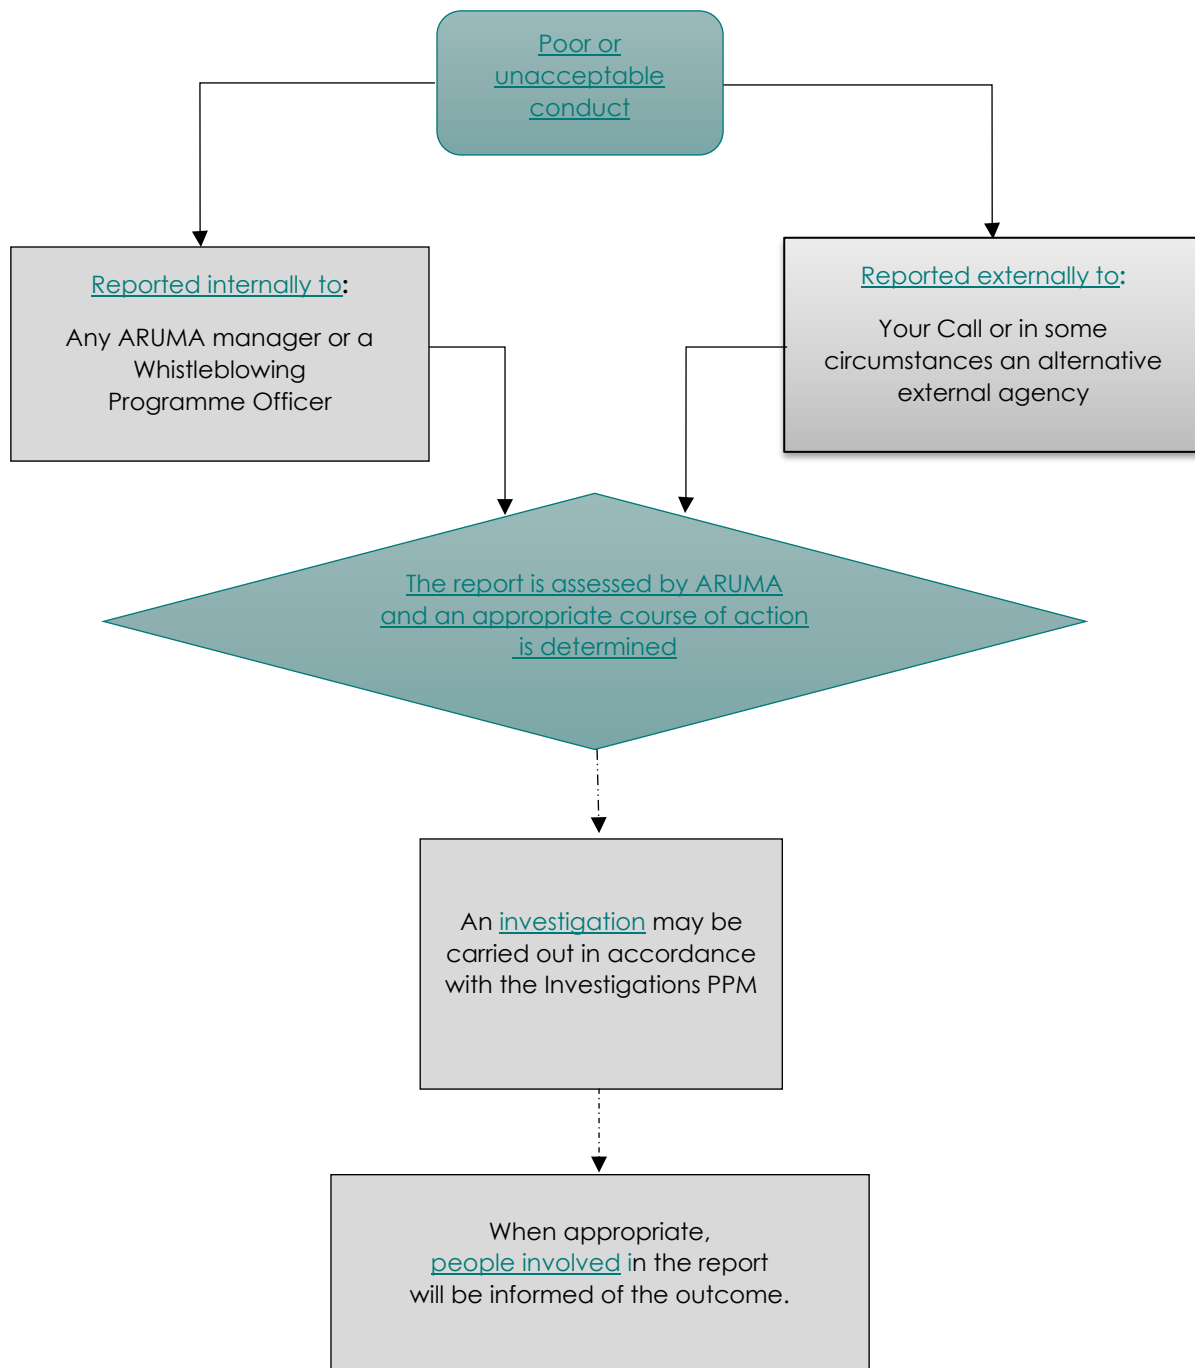 Poor or
unacceptable
conduct
Reported internally to:
Any ARUMA manager or a
Whistleblowing
Programme Officer
Reported externally to:
Your Call or in some
circumstances an alternative
external agency
The report is assessed by ARUMA
and an appropriate course of action
is determined
An investigation may be
carried out in accordance
with the Investigations PPM
When appropriate,
people involved in the report
will be informed of the outcome.